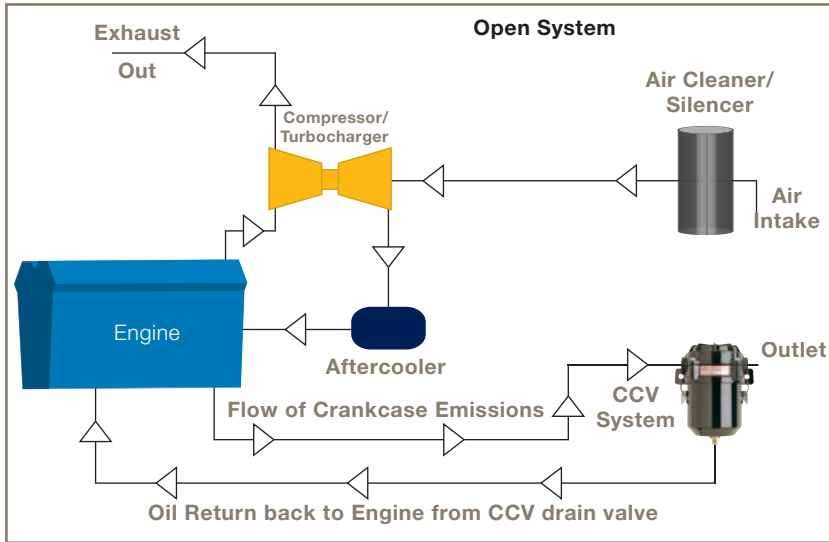 Open System
Exhaust
Out
Compressor/
Turbocharger
Air Cleaner/
Silencer
Air
Intake
Engine
Aftercooler
Outlet
CCV
System
Flow of Crankcase Emissions
Oil Return back to Engine from CCV drain valve